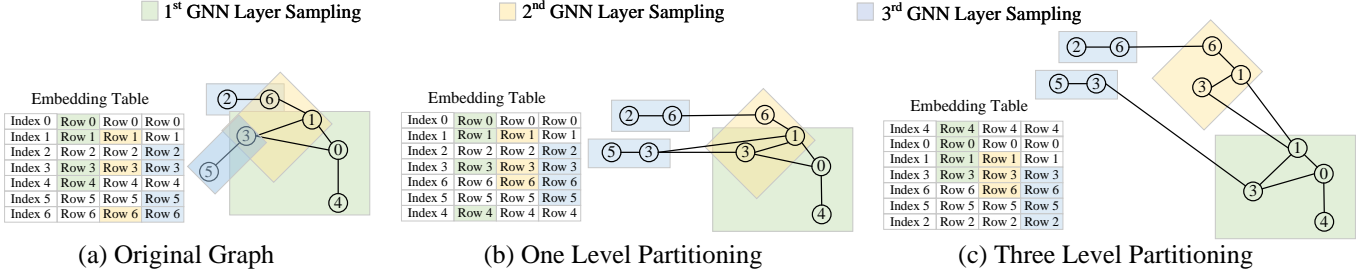 1st GNN Layer Sampling
2nd GNN Layer Sampling
3rd GNN Layer Sampling
Embedding Table
Index 0 Row 0 Row 0 Row 0
Index 1 Row 1 Row 1 Row 1
Index 2 Row 2 Row 2 Row 2
Index 3 Row 3 Row 3 Row 3
Index 4 Row 4 Row 4 Row 4
Index 5 Row 5 Row 5 Row 5
Index 6 Row 6 Row 6 Row 6
2 6
1
3
0
5
4
(a) Original Graph
Embedding Table
Index 0 Row 0 Row 0 Row 0
Index 1 Row 1 Row 1 Row 1
Index 2 Row 2 Row 2 Row 2
Index 3 Row 3 Row 3 Row 3
Index 6 Row 6 Row 6 Row 6
Index 5 Row 5 Row 5 Row 5
Index 4 Row 4 Row 4 Row 4
2 6 6
1
5 3 3
0
4
(b) One Level Partitioning
Embedding Table
Index 4 Row 4 Row 4 Row 4
Index 0 Row 0 Row 0 Row 0
Index 1 Row 1 Row 1 Row 1
Index 3 Row 3 Row 3 Row 3
Index 6 Row 6 Row 6 Row 6
Index 5 Row 5 Row 5 Row 5
Index 2 Row 2 Row 2 Row 2
2 6 6
1
5 3 3
1
0
3
4
(c) Three Level Partitioning